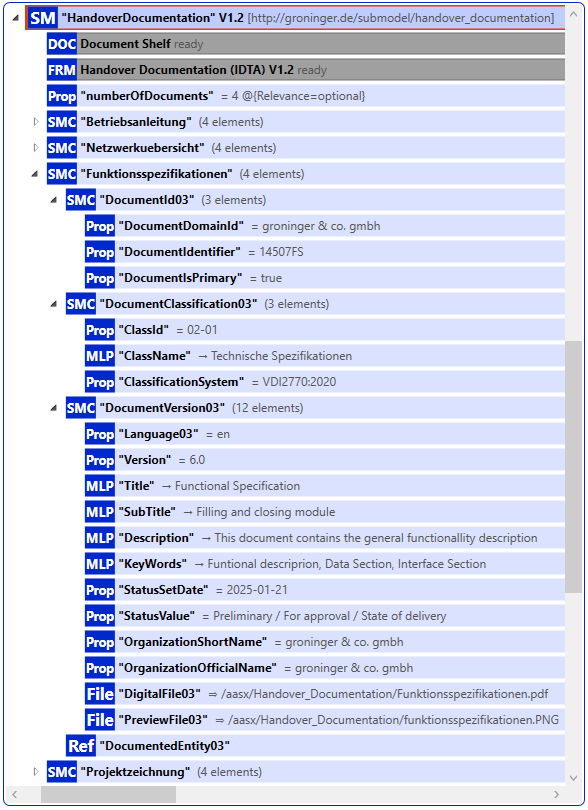 SM "HandoverDocumentation" V1.2 [http://groninger.de/submodel/handover_documentation]
DOC Document Shelf ready
FRM Handover Documentation (IDTA) V1.2 ready
Prop "numberOfDocuments" = 4 @{Relevance=optional}
SMC "Betriebsanleitung" (4 elements)
SMC "Netzwerkuebersicht" (4 elements)
SMC "Funktionsspezifikationen" (4 elements)
SMC "DocumentId03" (3 elements)
Prop "DocumentDomainId" = groninger & co. gmbh
Prop "DocumentIdentifier" = 14507FS
Prop "DocumentIsPrimary" = true
SMC "DocumentClassification03" (3 elements)
Prop "ClassId" = 02-01
MLP "ClassName" → Technische Spezifikationen
Prop "ClassificationSystem" = VDI2770:2020
SMC "DocumentVersion03" (12 elements)
Prop "Language03" = en
Prop "Version" = 6.0
MLP "Title" → Functional Specification
MLP "SubTitle" → Filling and closing module
MLP "Description" → This document contains the general functionallity description
MLP "KeyWords" → Funtional descriprion, Data Section, Interface Section
Prop "StatusSetDate" = 2025-01-21
Prop "StatusValue" = Preliminary / For approval / State of delivery
Prop "OrganizationShortName" = groninger & co. gmbh
Prop "OrganizationOfficialName" = groninger & co. gmbh
File "DigitalFile03" ⇒ /aasx/Handover_Documentation/Funktionsspezifikationen.pdf
File "PreviewFile03" ⇒ /aasx/Handover_Documentation/funktionsspezifikationen.PNG
Ref "DocumentedEntity03"
SMC "Projektzeichnung" (4 elements)